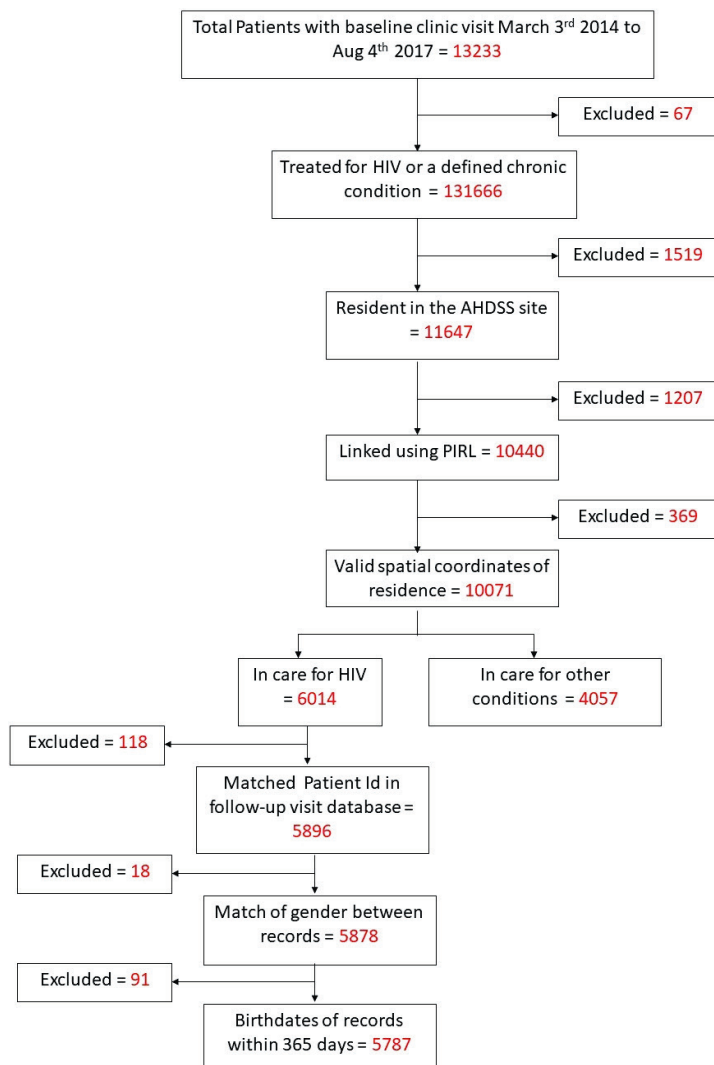 Total Patients with baseline clinic visit March 3rd 2014 to
Aug 4th 2017 = 13233
Excluded = 67
Treated for HIV or a defined chronic
condition = 131666
Excluded = 1519
Resident in the AHDSS site
= 11647
Excluded = 1207
Linked using PIRL = 10440
Excluded = 369
Valid spatial coordinates of
residence = 10071
In care for HIV
= 6014
In care for other
conditions = 4057
Excluded = 118
Matched Patient Id in
follow-up visit database =
5896
Excluded = 18
Match of gender between
records = 5878
Excluded = 91
Birthdates of records
within 365 days = 5787